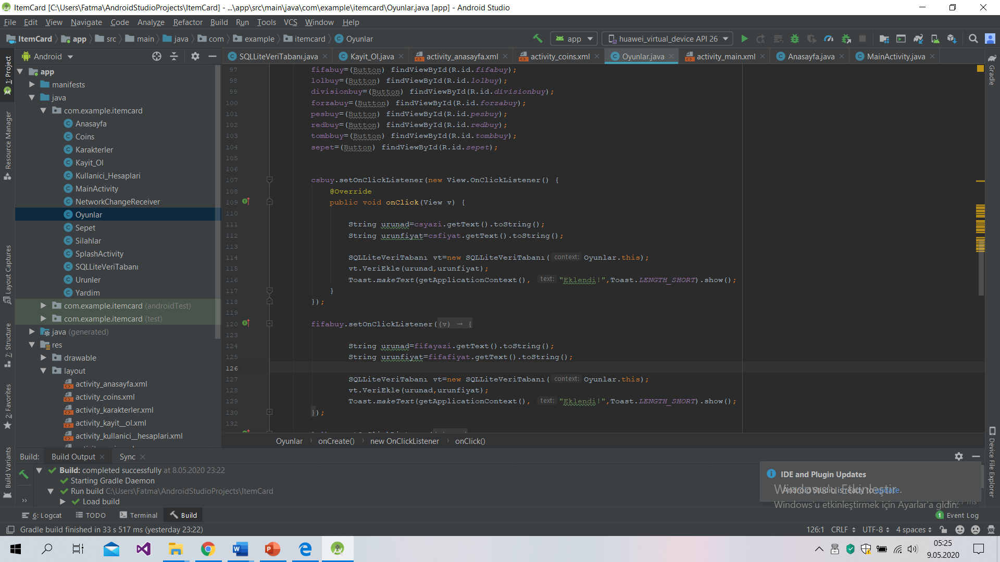 ItemCard [C:\Users\Fatma\AndroidStudioProjects\ItemCard] - ...\app\src\main\java\com\example\itemcard\Oyunlar.java [app] - Android Studio
File Edit View Navigate Code Analyze Refactor Build Run Tools VCS Window Help
ItemCard app src main java com example itemcard Oyunlar
app huawei_virtual_device API 26
Android
SQLLiteVeriTabanı.java Kayit_Ol.java activity_anasayfa.xml activity_coins.xml Oyunlar.java activity_main.xml Anasayfa.java MainActivity.java
1: Project
Resource Manager
Layout Captures
7: Structure
2: Favorites
Build Variants
app
manifests
java
com.example.itemcard
Anasayfa
Coins
Karakterler
Kayit_Ol
Kullanici_Hesaplari
MainActivity
NetworkChangeReceiver
Oyunlar
Sepet
Silahlar
SplashActivity
SQLLiteVeriTabanı
Urunler
Yardim
com.example.itemcard (androidTest)
com.example.itemcard (test)
java (generated)
res
drawable
layout
activity_anasayfa.xml
activity_coins.xml
activity_karakterler.xml
activity_kayit__ol.xml
activity_kullanici__hesaplari.xml
97 fifabuy=(Button) findViewById(R.id.fifabuy);
98 lolbuy=(Button) findViewById(R.id.lolbuy);
99 divisionbuy=(Button) findViewById(R.id.divisionbuy);
100 forzabuy=(Button) findViewById(R.id.forzabuy);
101 pesbuy=(Button) findViewById(R.id.pesbuy);
102 redbuy=(Button) findViewById(R.id.redbuy);
103 tombbuy=(Button) findViewById(R.id.tombbuy);
104 sepet=(Button) findViewById(R.id.sepet);
105
106
107 csbuy.setOnClickListener(new View.OnClickListener() {
108 @Override
109 public void onClick(View v) {
110
111 String urunad=csyazi.getText().toString();
112 String urunfiyat=csfiyat.getText().toString();
113
114 SQLLiteVeriTabanı vt=new SQLLiteVeriTabanı( context: Oyunlar.this);
115 vt.VeriEkle(urunad,urunfiyat);
116 Toast.makeText(getApplicationContext(), text: "Eklendi!",Toast.LENGTH_SHORT).show();
117 }
118 });
119
120 fifabuy.setOnClickListener((v) → {
123
124 String urunad=fifayazi.getText().toString();
125 String urunfiyat=fifafiyat.getText().toString();
126
127 SQLLiteVeriTabanı vt=new SQLLiteVeriTabanı( context: Oyunlar.this);
128 vt.VeriEkle(urunad,urunfiyat);
129 Toast.makeText(getApplicationContext(), text: "Eklendi!",Toast.LENGTH_SHORT).show();
130 });
132
Oyunlar onCreate() new OnClickListener onClick()
Gradle
Device File Explorer
Build: Build Output Sync
Build: completed successfully at 8.05.2020 23:22
Starting Gradle Daemon
Run build C:\Users\Fatma\AndroidStudioProjects\ItemCard
Load build
IDE and Plugin Updates
Android Studio is ready to update.
Windows'u Etkinleştir
Windows'u etkinleştirmek için Ayarlar'a gidin.
6: Logcat TODO Terminal Build
1 Event Log
Gradle build finished in 33 s 517 ms (yesterday 23:22)
126:1 CRLF UTF-8 4 spaces
05:25
9.05.2020